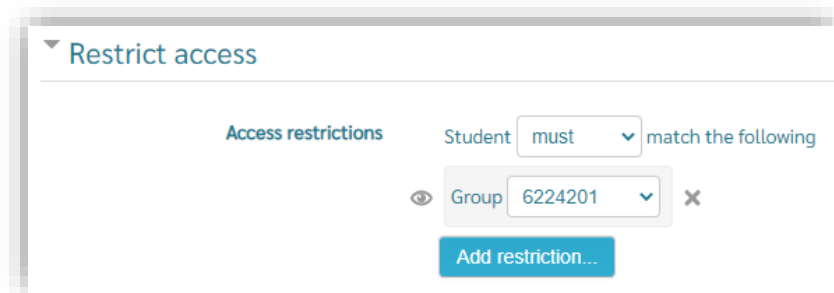 Restrict access
Access restrictions Student must match the following
Group 6224201
Add restriction...